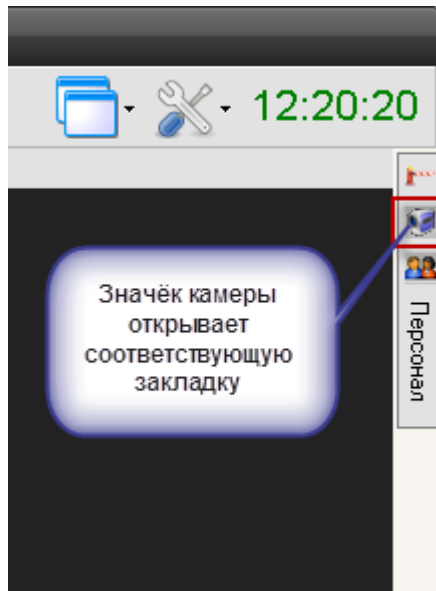 12:20:20
Значёк камеры
открывает
соответствующую
закладку
Персонал